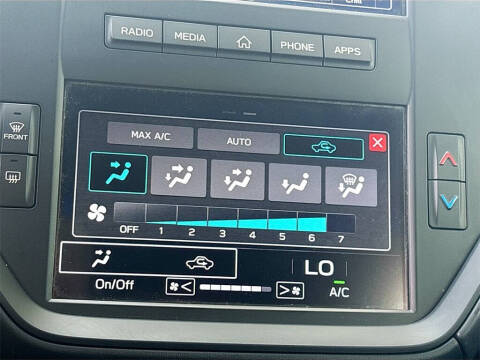 RADIO MEDIA PHONE APPS
FRONT
MAX A/C AUTO
OFF 1 2 3 4 5 6 7
LO
On/Off A/C